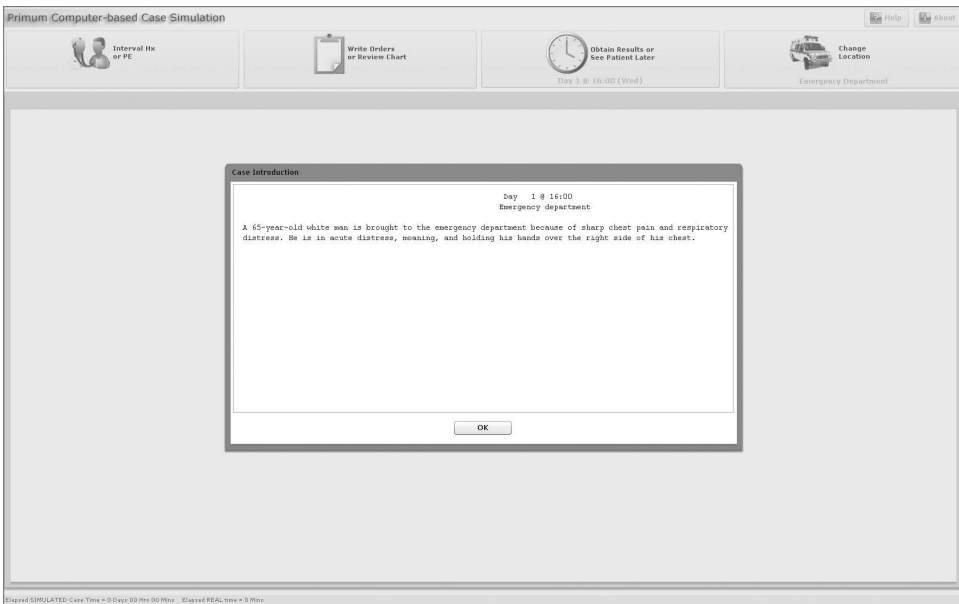 Primum Computer-based Case Simulation
Help
About
Interval Hx
or PE
Write Orders
or Review Chart
Obtain Results or
See Patient Later
Day 1 @ 16:00 (Wed)
Change
Location
Emergency Department
Case Introduction
Day 1 @ 16:00
Emergency department
A 65-year-old white man is brought to the emergency department because of sharp chest pain and respiratory
distress. He is in acute distress, moaning, and holding his hands over the right side of his chest.
OK
Elapsed SIMULATED Case Time = 0 Days 00 Hrs 00 Mins Elapsed REAL time = 0 Mins